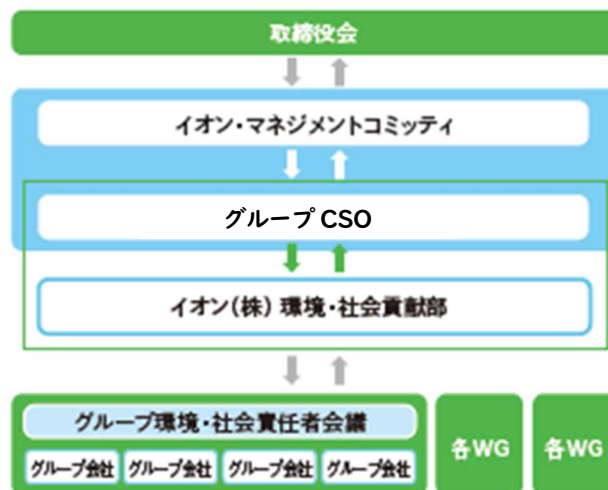 取締役会
イオン・マネジメントコミッティ
グループ CSO
イオン(株) 環境・社会貢献部
グループ環境・社会責任者会議
グループ会社 グループ会社 グループ会社 グループ会社
各WG 各WG